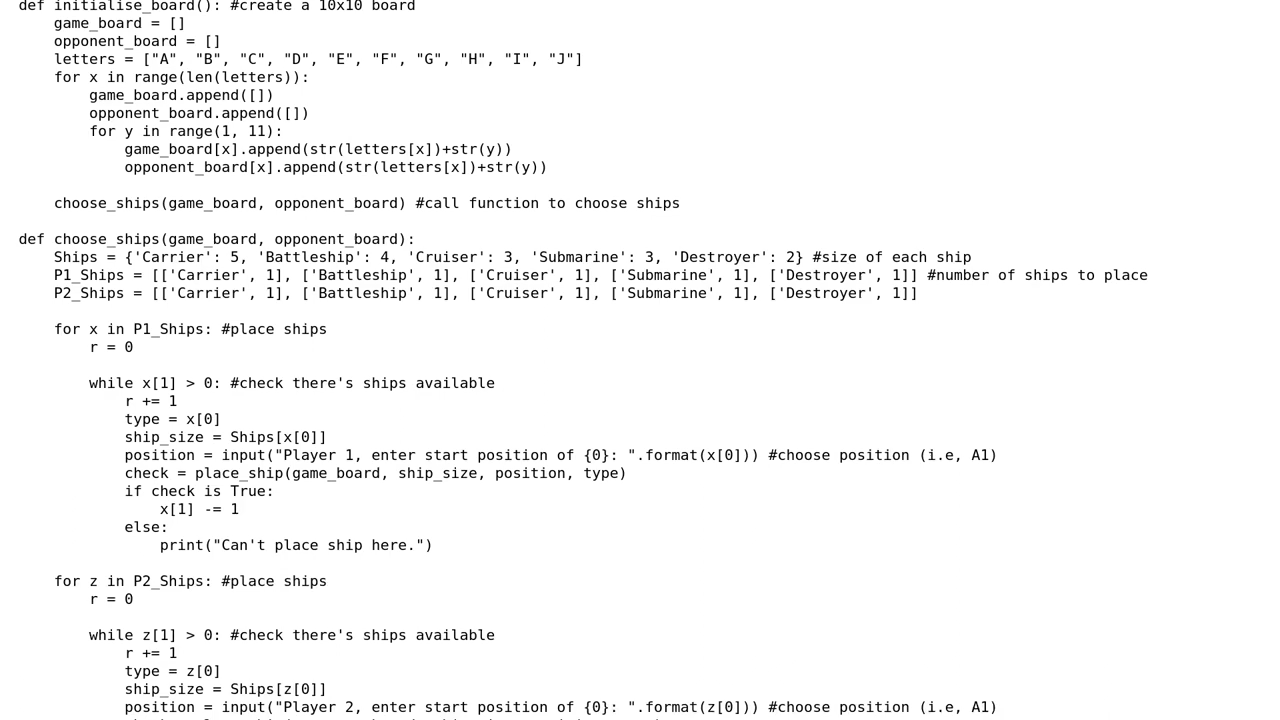 def initialise_board(): #create a 10x10 board
    game_board = []
    opponent_board = []
    letters = ["A", "B", "C", "D", "E", "F", "G", "H", "I", "J"]
    for x in range(len(letters)):
        game_board.append([])
        opponent_board.append([])
        for y in range(1, 11):
            game_board[x].append(str(letters[x])+str(y))
            opponent_board[x].append(str(letters[x])+str(y))

    choose_ships(game_board, opponent_board) #call function to choose ships

def choose_ships(game_board, opponent_board):
    Ships = {'Carrier': 5, 'Battleship': 4, 'Cruiser': 3, 'Submarine': 3, 'Destroyer': 2} #size of each ship
    P1_Ships = [['Carrier', 1], ['Battleship', 1], ['Cruiser', 1], ['Submarine', 1], ['Destroyer', 1]] #number of ships to place
    P2_Ships = [['Carrier', 1], ['Battleship', 1], ['Cruiser', 1], ['Submarine', 1], ['Destroyer', 1]]

    for x in P1_Ships: #place ships
        r = 0

        while x[1] > 0: #check there's ships available
            r += 1
            type = x[0]
            ship_size = Ships[x[0]]
            position = input("Player 1, enter start position of {0}: ".format(x[0])) #choose position (i.e, A1)
            check = place_ship(game_board, ship_size, position, type)
            if check is True:
                x[1] -= 1
            else:
                print("Can't place ship here.")

    for z in P2_Ships: #place ships
        r = 0

        while z[1] > 0: #check there's ships available
            r += 1
            type = z[0]
            ship_size = Ships[z[0]]
            position = input("Player 2, enter start position of {0}: ".format(z[0])) #choose position (i.e, A1)